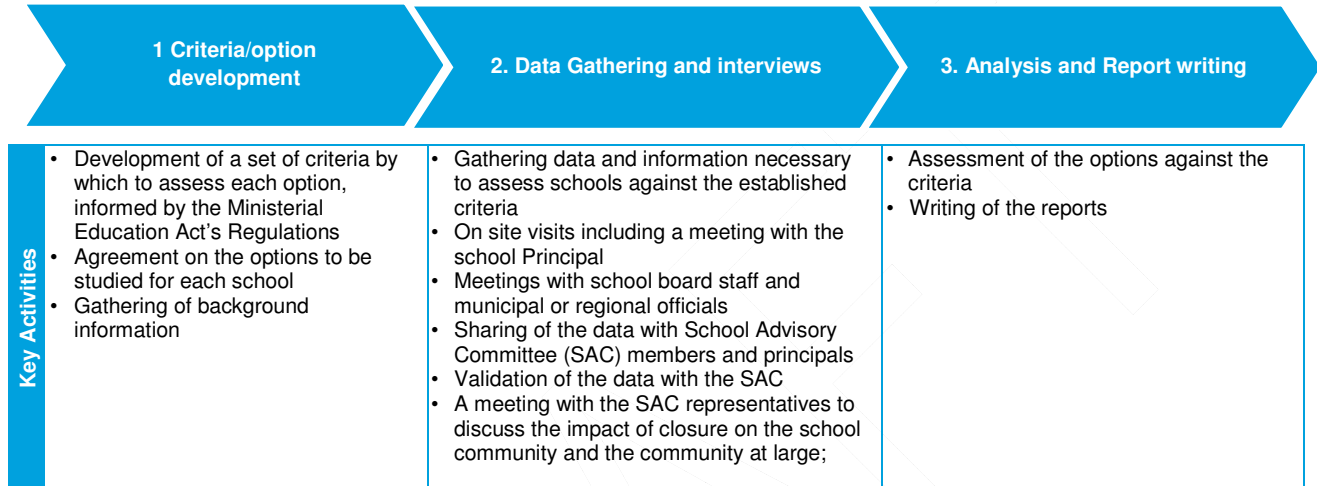 1 Criteria/option
development
2. Data Gathering and interviews
3. Analysis and Report writing
Key Activities
• Development of a set of criteria by
which to assess each option,
informed by the Ministerial
Education Act's Regulations
• Agreement on the options to be
studied for each school
• Gathering of background
information
• Gathering data and information necessary
to assess schools against the established
criteria
• On site visits including a meeting with the
school Principal
• Meetings with school board staff and
municipal or regional officials
• Sharing of the data with School Advisory
Committee (SAC) members and principals
• Validation of the data with the SAC
• A meeting with the SAC representatives to
discuss the impact of closure on the school
community and the community at large;
• Assessment of the options against the
criteria
• Writing of the reports